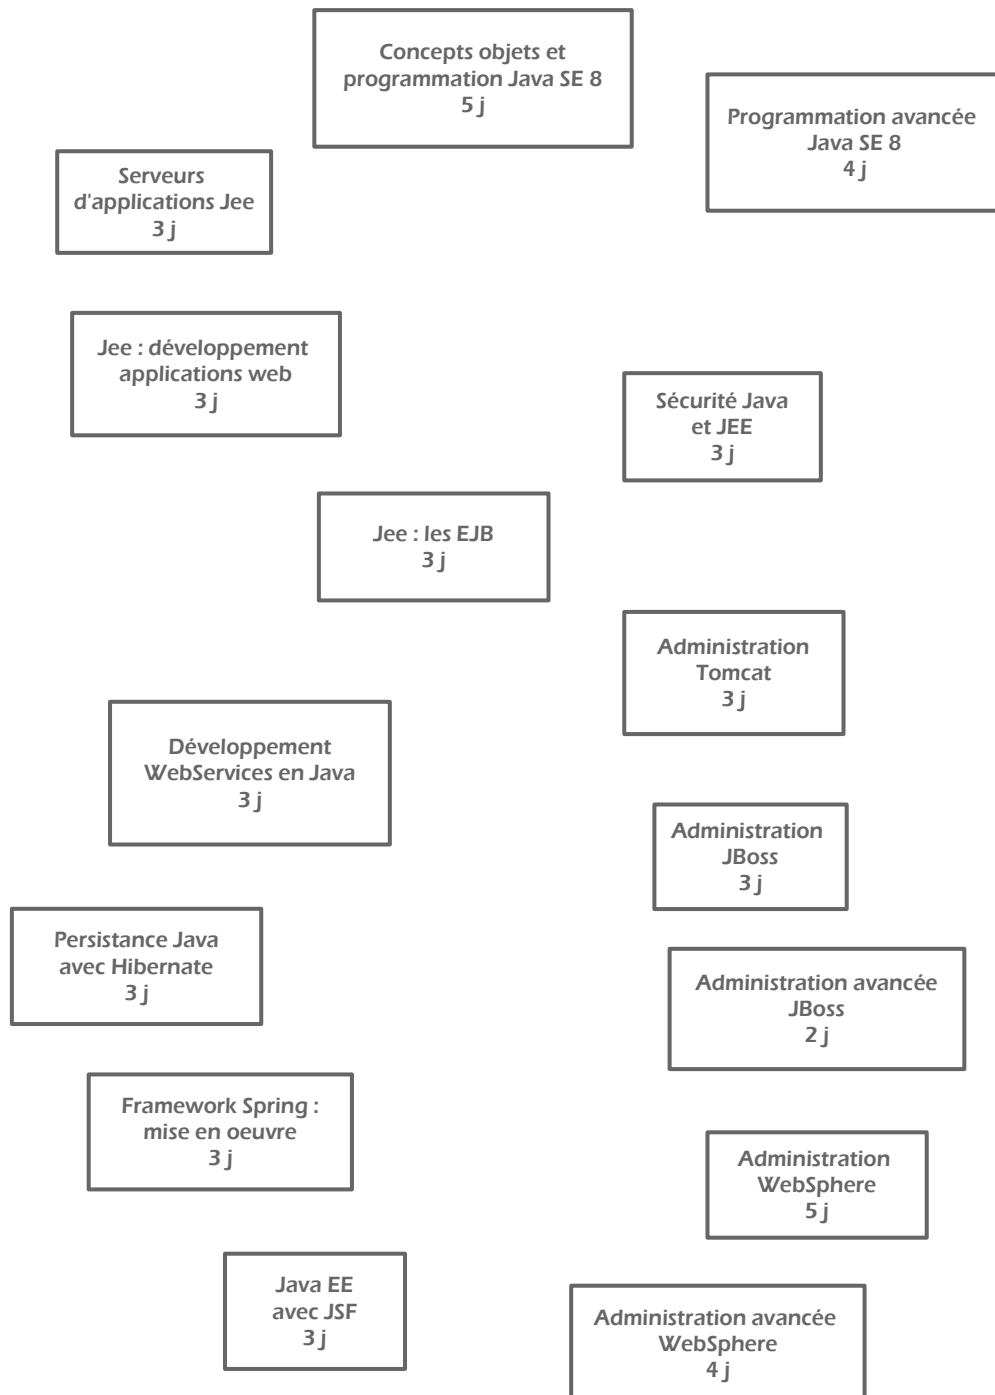 Concepts objets et
programmation Java SE 8
5 j
Programmation avancée
Java SE 8
4 j
Serveurs
d'applications Jee
3 j
Jee : développement
applications web
3 j
Sécurité Java
et JEE
3 j
Jee : les EJB
3 j
Administration
Tomcat
3 j
Développement
WebServices en Java
3 j
Administration
JBoss
3 j
Persistance Java
avec Hibernate
3 j
Administration avancée
JBoss
2 j
Framework Spring :
mise en oeuvre
3 j
Administration
WebSphere
5 j
Java EE
avec JSF
3 j
Administration avancée
WebSphere
4 j